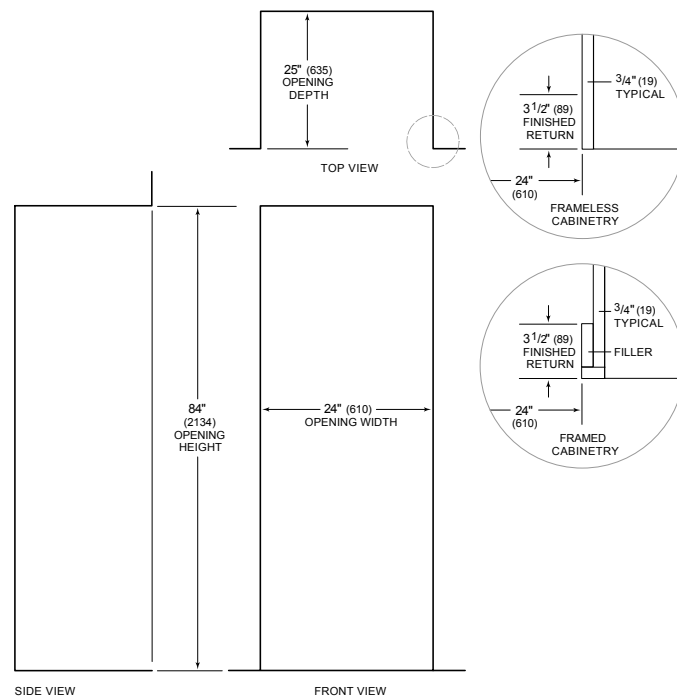 25" (635)
OPENING
DEPTH
TOP VIEW
3/4" (19)
TYPICAL
3 1/2" (89)
FINISHED
RETURN
24"
(610)
FRAMELESS
CABINETRY
3/4" (19)
TYPICAL
3 1/2" (89)
FINISHED
RETURN
FILLER
24"
(610)
FRAMED
CABINETRY
84"
(2134)
OPENING
HEIGHT
24" (610)
OPENING WIDTH
SIDE VIEW
FRONT VIEW